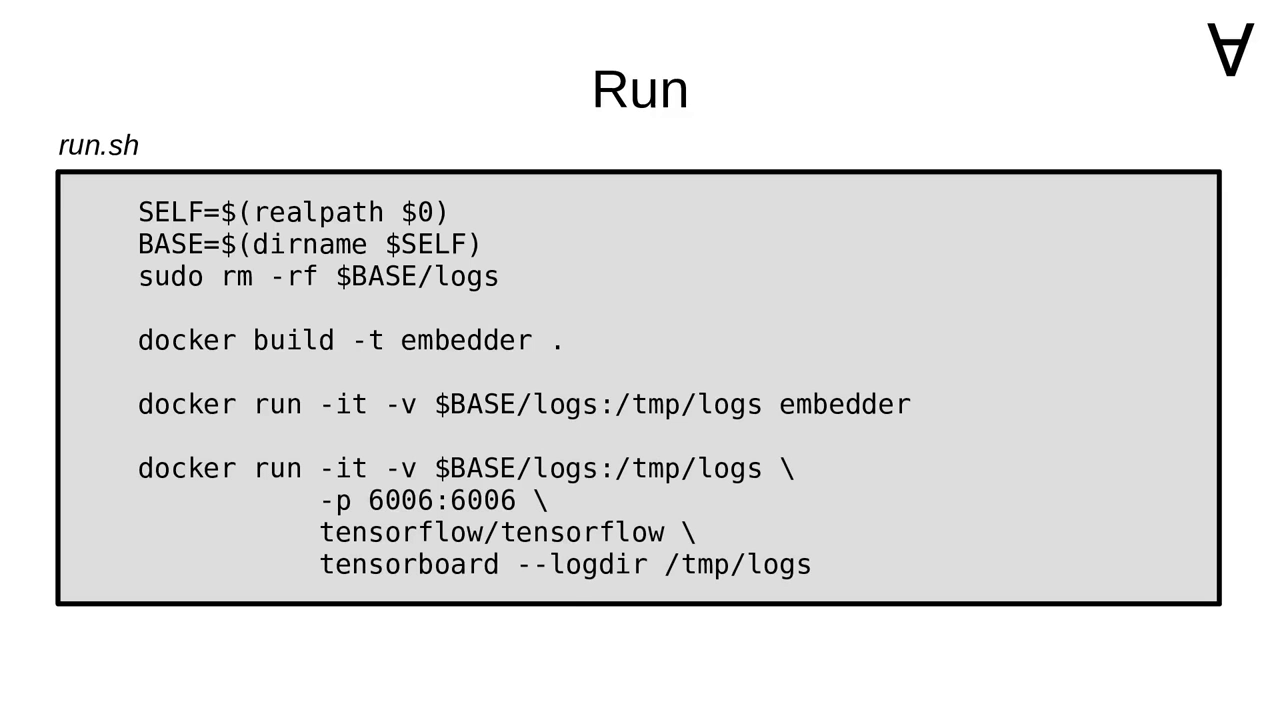 ∀
Run
run.sh
SELF=$(realpath $0)
BASE=$(dirname $SELF)
sudo rm -rf $BASE/logs
docker build -t embedder .
docker run -it -v $BASE/logs:/tmp/logs embedder
docker run -it -v $BASE/logs:/tmp/logs \
-p 6006:6006 \
tensorflow/tensorflow \
tensorboard --logdir /tmp/logs